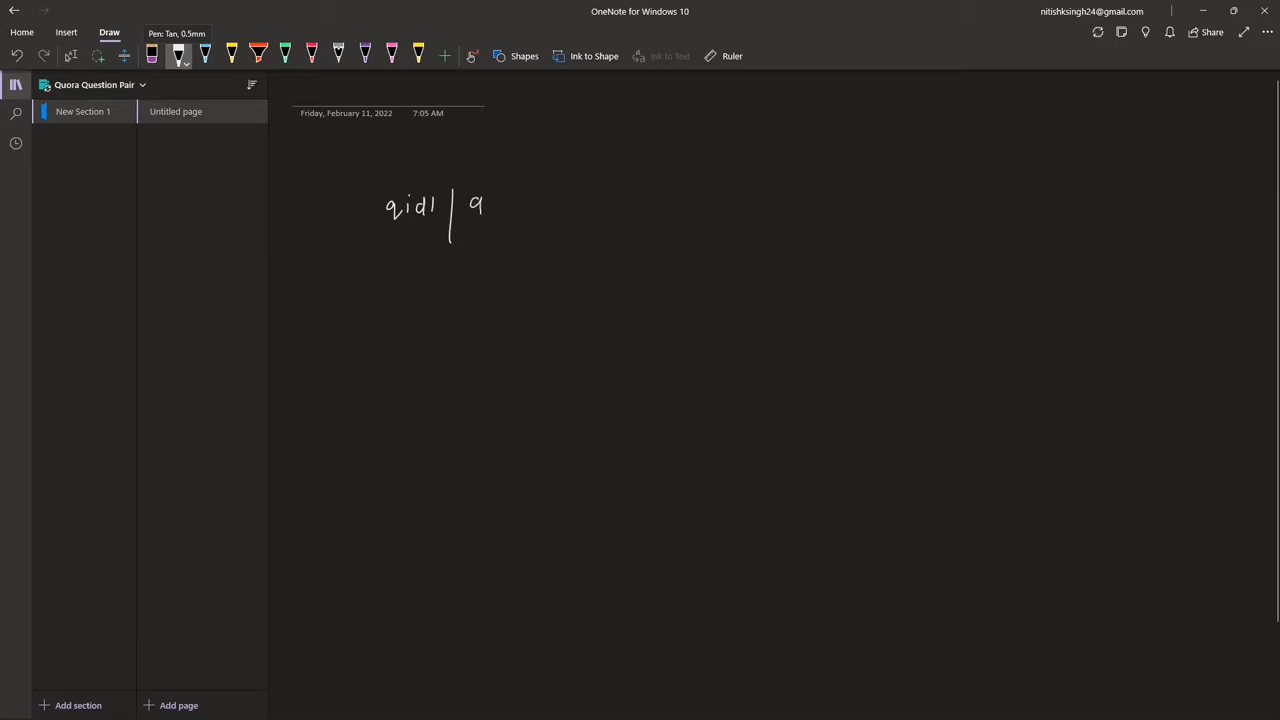 OneNote for Windows 10
nitishksingh24@gmail.com
Home Insert Draw
Pen: Tan, 0.5mm
Share
Shapes Ink to Shape Ink to Text Ruler
Quora Question Pair
New Section 1
Untitled page
Friday, February 11, 2022 7:05 AM
qid1 | q
Add section
Add page